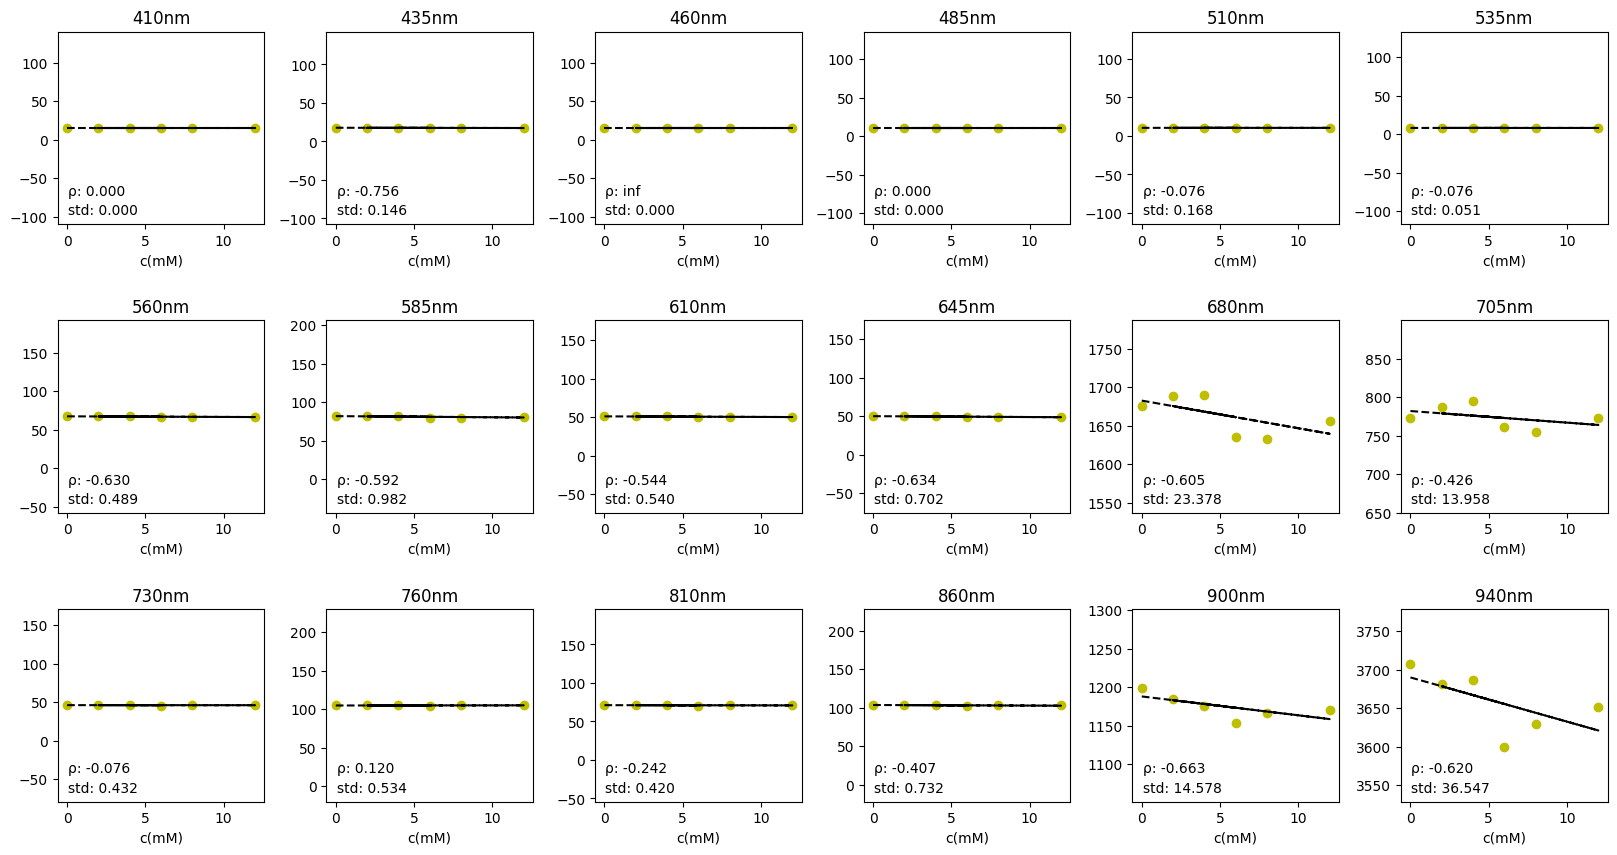 410nm 435nm 460nm 485nm 510nm 535nm
100 100 100 100 100 100
50 50 50 50 50 50
0 0 0 0 0 0
−50 −50 −50 −50 −50 −50
−100 −100 −100 −100 −100 −100
ρ: 0.000 ρ: -0.756 ρ: inf ρ: 0.000 ρ: -0.076 ρ: -0.076
std: 0.000 std: 0.146 std: 0.000 std: 0.000 std: 0.168 std: 0.051
0 5 10 0 5 10 0 5 10 0 5 10 0 5 10 0 5 10
c(mM) c(mM) c(mM) c(mM) c(mM) c(mM)
560nm 585nm 610nm 645nm 680nm 705nm
150 200 150 150 1750 850
100 150 100 100 1700 800
50 100 50 50 1650 750
0 50 0 0 1600 700
−50 0 −50 −50 1550 650
ρ: -0.630 ρ: -0.592 ρ: -0.544 ρ: -0.634 ρ: -0.605 ρ: -0.426
std: 0.489 std: 0.982 std: 0.540 std: 0.702 std: 23.378 std: 13.958
0 5 10 0 5 10 0 5 10 0 5 10 0 5 10 0 5 10
c(mM) c(mM) c(mM) c(mM) c(mM) c(mM)
730nm 760nm 810nm 860nm 900nm 940nm
150 200 150 200 1300 3750
100 150 100 150 1250 3700
50 100 50 100 1200 3650
0 50 0 50 1150 3600
−50 0 −50 0 1100 3550
ρ: -0.076 ρ: 0.120 ρ: -0.242 ρ: -0.407 ρ: -0.663 ρ: -0.620
std: 0.432 std: 0.534 std: 0.420 std: 0.732 std: 14.578 std: 36.547
0 5 10 0 5 10 0 5 10 0 5 10 0 5 10 0 5 10
c(mM) c(mM) c(mM) c(mM) c(mM) c(mM)